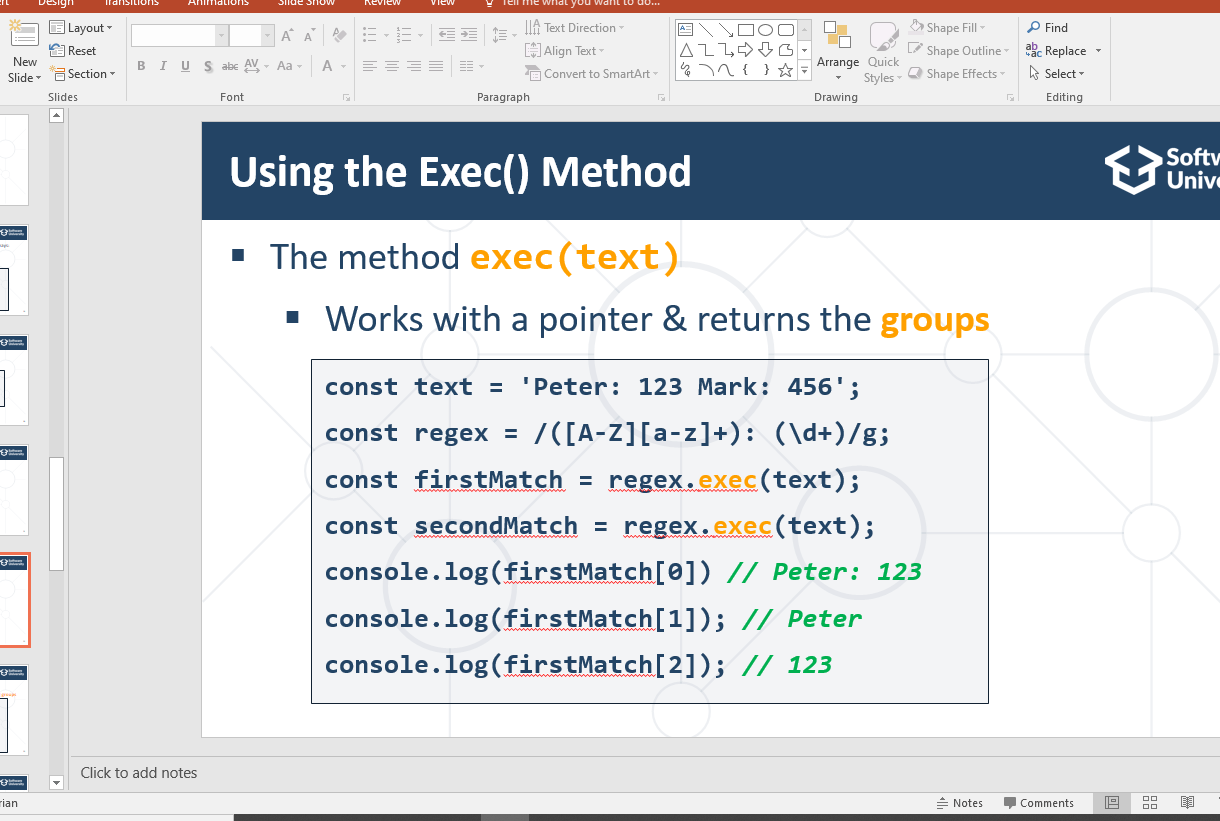 Design Transitions Animations Slide Show Review View Tell me what you want to do...
New Slide
Layout
Reset
Section
Slides
B I U S abc AV Aa A
Font
Text Direction
Align Text
Convert to SmartArt
Paragraph
Arrange
Quick Styles
Shape Fill
Shape Outline
Shape Effects
Drawing
Find
Replace
Select
Editing
Using the Exec() Method
Softw
Unive
The method exec(text)
Works with a pointer & returns the groups
const text = 'Peter: 123 Mark: 456';
const regex = /([A-Z][a-z]+): (\d+)/g;
const firstMatch = regex.exec(text);
const secondMatch = regex.exec(text);
console.log(firstMatch[0]) // Peter: 123
console.log(firstMatch[1]); // Peter
console.log(firstMatch[2]); // 123
Click to add notes
rian
Notes Comments